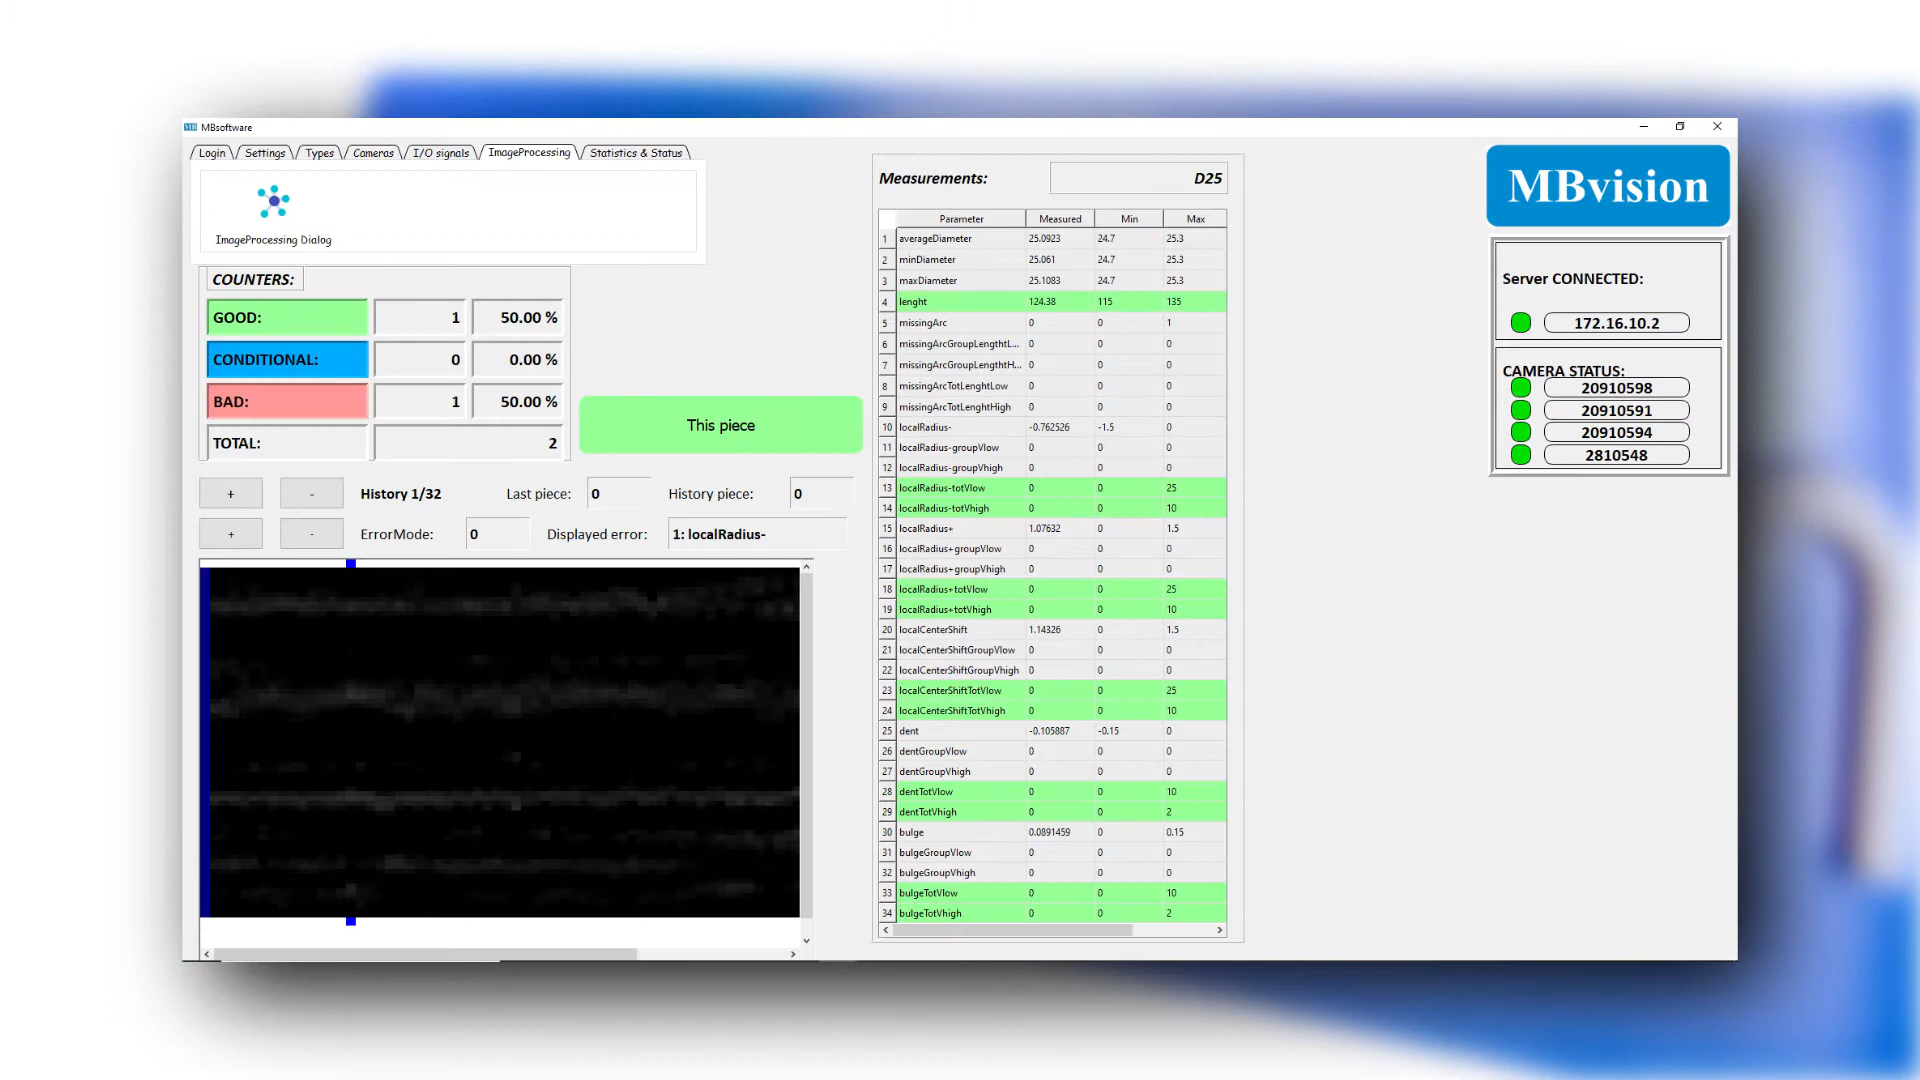 MBsoftware
Login Settings Types Cameras I/O signals ImageProcessing Statistics & Status
ImageProcessing Dialog
COUNTERS:
GOOD: 1 50.00 %
CONDITIONAL: 0 0.00 %
BAD: 1 50.00 %
TOTAL: 2
This piece
+ - History 1/32 Last piece: 0 History piece: 0
+ - ErrorMode: 0 Displayed error: 1: localRadius-
Measurements: D25
Parameter Measured Min Max
1 averageDiameter 25.0923 24.7 25.3
2 minDiameter 25.061 24.7 25.3
3 maxDiameter 25.1083 24.7 25.3
4 lenght 124.38 115 135
5 missingArc 0 0 1
6 missingArcGroupLengthtL... 0 0 0
7 missingArcGroupLengthtH... 0 0 0
8 missingArcTotLenghtLow 0 0 0
9 missingArcTotLenghtHigh 0 0 0
10 localRadius- -0.762526 -1.5 0
11 localRadius-groupVlow 0 0 0
12 localRadius-groupVhigh 0 0 0
13 localRadius-totVlow 0 0 25
14 localRadius-totVhigh 0 0 10
15 localRadius+ 1.07632 0 1.5
16 localRadius+groupVlow 0 0 0
17 localRadius+groupVhigh 0 0 0
18 localRadius+totVlow 0 0 25
19 localRadius+totVhigh 0 0 10
20 localCenterShift 1.14326 0 1.5
21 localCenterShiftGroupVlow 0 0 0
22 localCenterShiftGroupVhigh 0 0 0
23 localCenterShiftTotVlow 0 0 25
24 localCenterShiftTotVhigh 0 0 10
25 dent -0.105887 -0.15 0
26 dentGroupVlow 0 0 0
27 dentGroupVhigh 0 0 0
28 dentTotVlow 0 0 10
29 dentTotVhigh 0 0 2
30 bulge 0.0891459 0 0.15
31 bulgeGroupVlow 0 0 0
32 bulgeGroupVhigh 0 0 0
33 bulgeTotVlow 0 0 10
34 bulgeTotVhigh 0 0 2
MBvision
Server CONNECTED:
172.16.10.2
CAMERA STATUS:
20910598
20910591
20910594
2810548